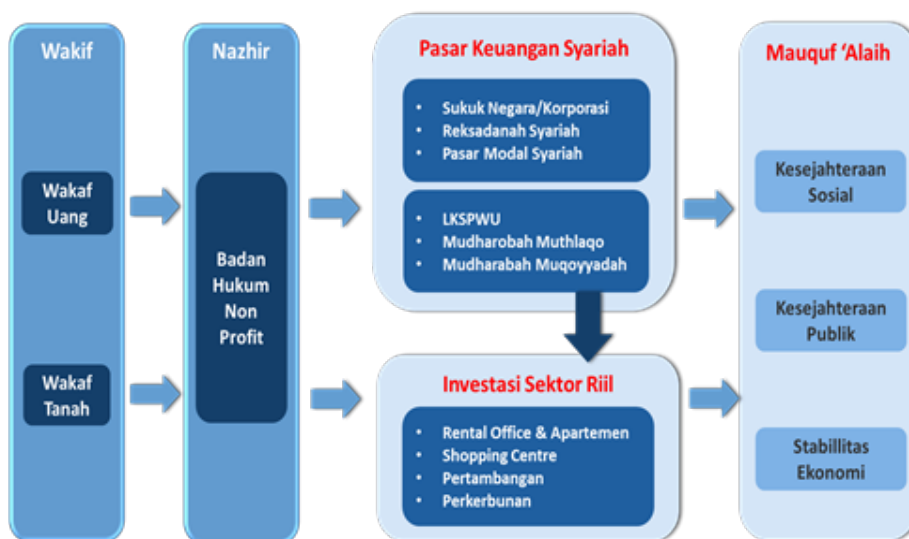 Wakif
Wakaf
Uang
Wakaf
Tanah
Nazhir
Badan
Hukum
Non
Profit
Pasar Keuangan Syariah
• Sukuk Negara/Korporasi
• Reksadanah Syariah
• Pasar Modal Syariah
• LKSPWU
• Mudharobah Muthlaqo
• Mudharabah Muqoyyadah
Investasi Sektor Riil
• Rental Office & Apartemen
• Shopping Centre
• Pertambangan
• Perkerbunan
Mauquf ‘Alaih
Kesejahteraan
Sosial
Kesejahteraan
Publik
Stabillitas
Ekonomi